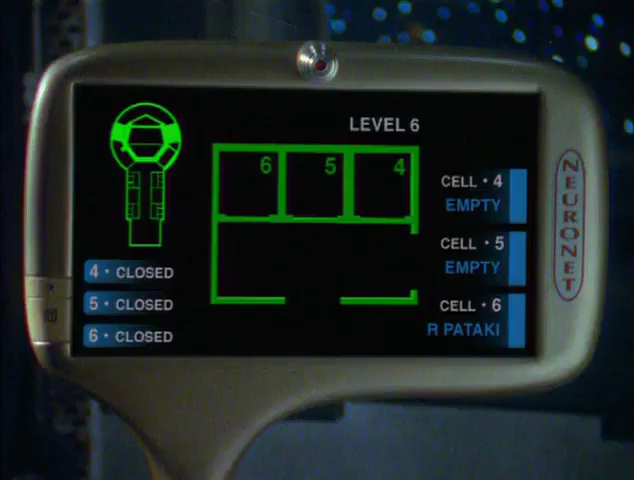 LEVEL 6
6 5 4
CELL • 4
EMPTY
CELL • 5
EMPTY
CELL • 6
R PATAKI
4 • CLOSED
5 • CLOSED
6 • CLOSED
NEURONET